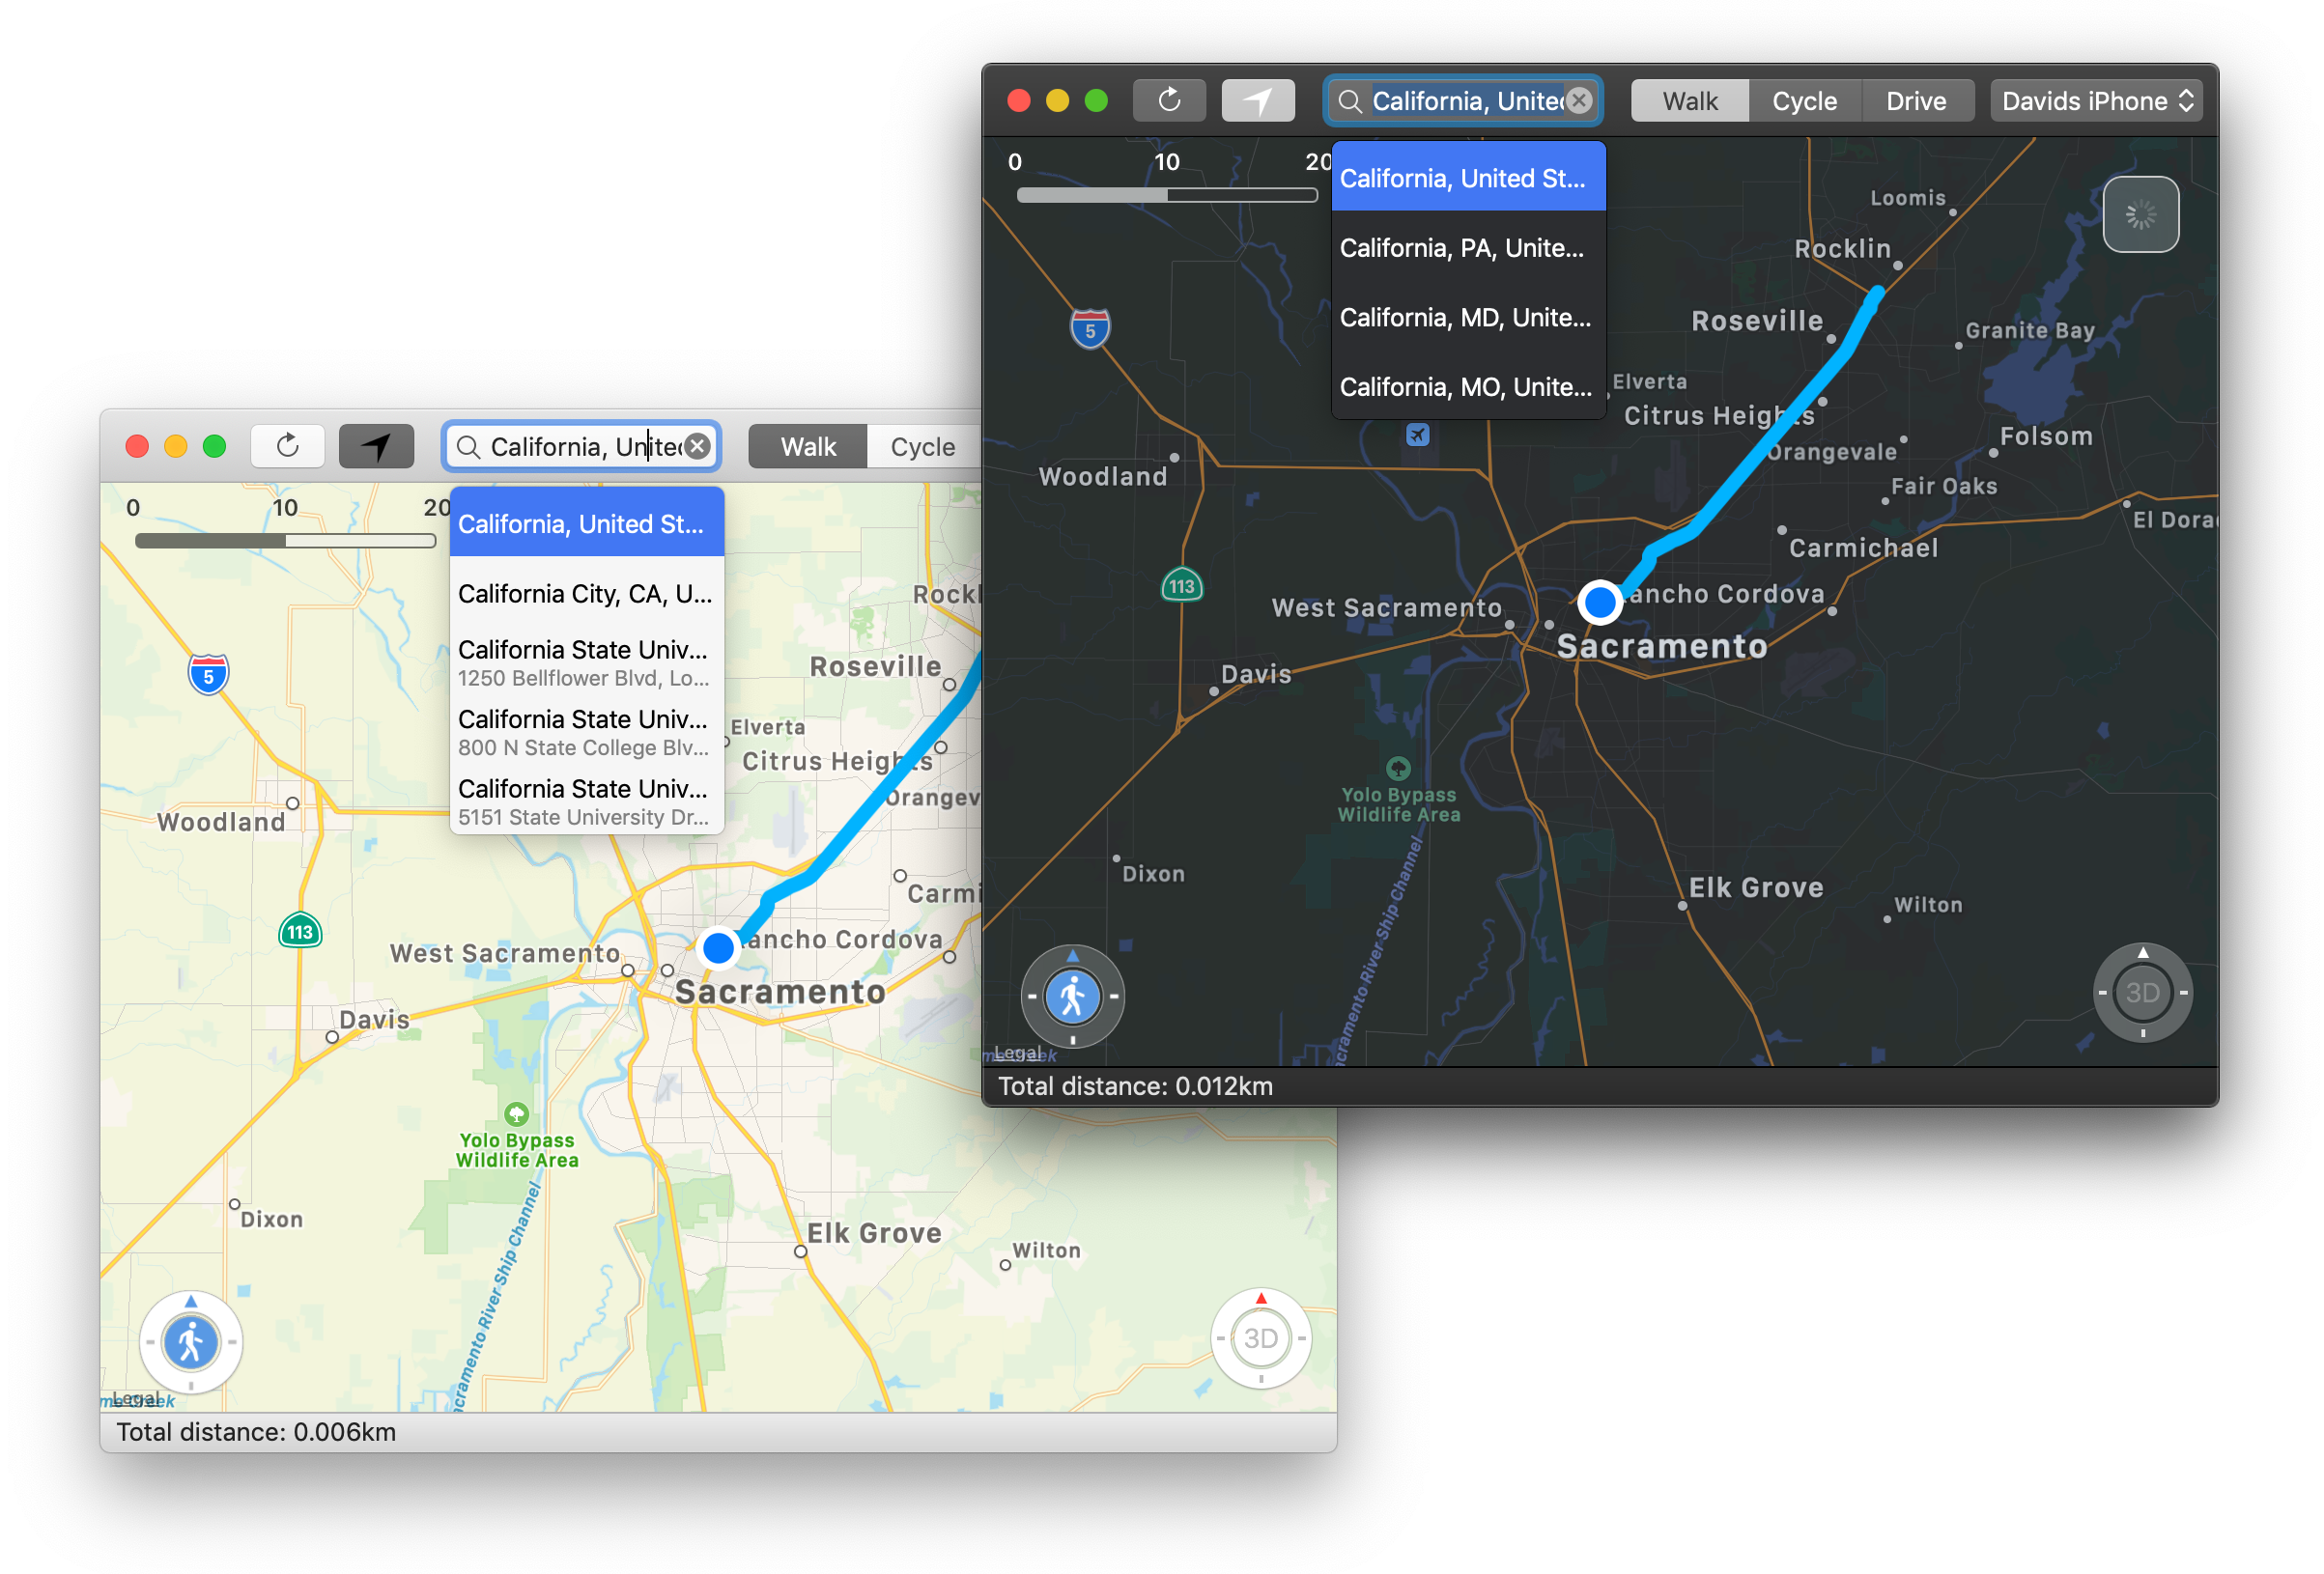 California, United
Walk
Cycle
Drive
Davids iPhone
0
10
20
California, United St...
California, PA, Unite...
California, MD, Unite...
California, MO, Unite...
Loomis
Rocklin
5
Roseville
Granite Bay
Elverta
Citrus Heights
Folsom
Orangevale
Woodland
Fair Oaks
El Dora
Carmichael
113
Rancho Cordova
West Sacramento
Sacramento
Davis
Yolo Bypass
Wildlife Area
Dixon
Elk Grove
Wilton
Sacramento River Ship Channel
3D
Legal
Creek
Total distance: 0.012km
California, United
Walk
Cycle
0
10
20
California, United St...
California City, CA, U...
California State Univ...
1250 Bellflower Blvd, Lo...
California State Univ...
800 N State College Blv...
California State Univ...
5151 State University Dr...
Rockl
5
Roseville
Elverta
Citrus Heights
Orangev
Woodland
Carmi
113
Rancho Cordova
West Sacramento
Sacramento
Davis
Yolo Bypass
Wildlife Area
Dixon
Elk Grove
Wilton
Sacramento River Ship Channel
3D
Legal
Creek
Total distance: 0.006km